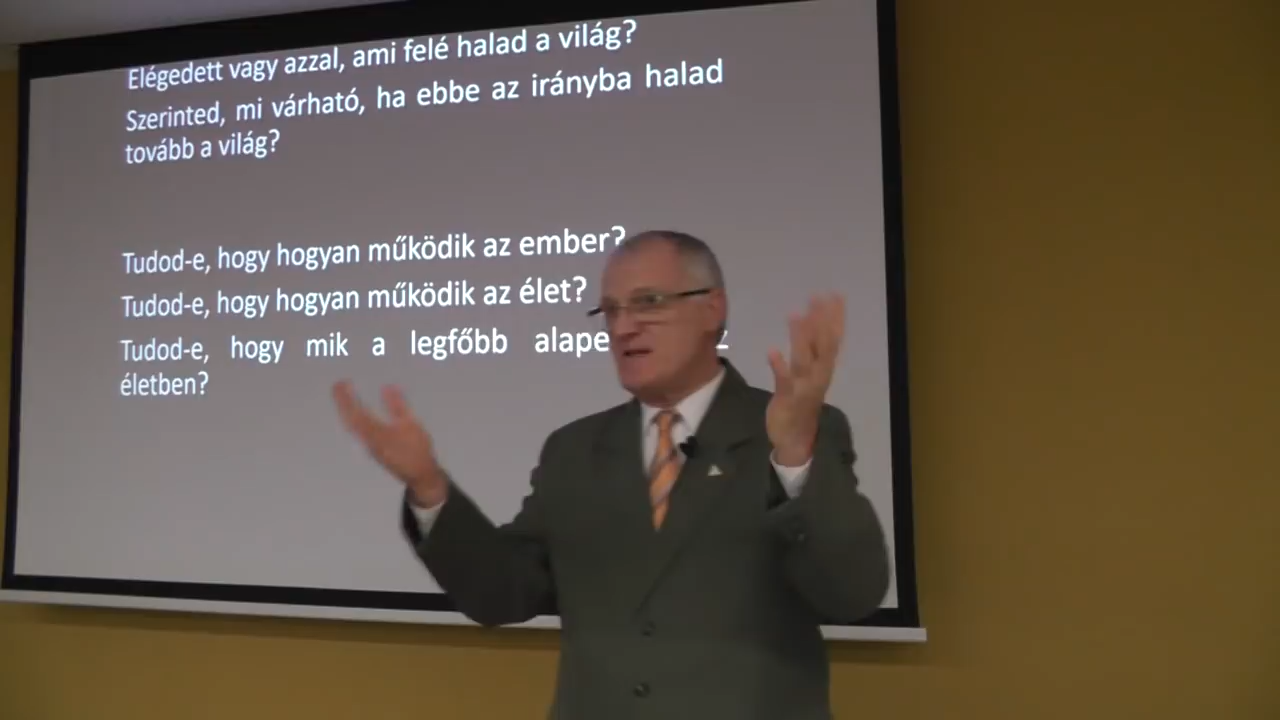 Elégedett vagy azzal, ami felé halad a világ?
Szerinted, mi várható, ha ebbe az irányba halad
tovább a világ?
Tudod-e, hogy hogyan működik az ember?
Tudod-e, hogy hogyan működik az élet?
Tudod-e, hogy mik a legfőbb
életben?